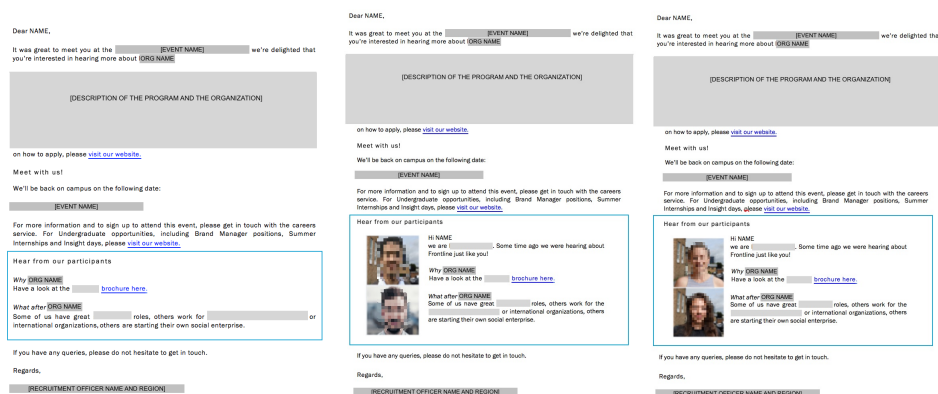 Dear NAME,
It was great to meet you at the [EVENT NAME] we're delighted that
you're interested in hearing more about ORG NAME
[DESCRIPTION OF THE PROGRAM AND THE ORGANIZATION]
on how to apply, please visit our website.
Meet with us!
We'll be back on campus on the following date:
[EVENT NAME]
For more information and to sign up to attend this event, please get in touch with the careers
service. For Undergraduate opportunities, including Brand Manager positions, Summer
Internships and Insight days, please visit our website.
Hear from our participants
Why ORG NAME
Have a look at the brochure here.
What after ORG NAME
Some of us have great roles, others work for or
international organizations, others are starting their own social enterprise.
If you have any queries, please do not hesitate to get in touch.
Regards,
[RECRUITMENT OFFICER NAME AND REGION]
Dear NAME,
It was great to meet you at the [EVENT NAME] we're delighted that
you're interested in hearing more about ORG NAME
[DESCRIPTION OF THE PROGRAM AND THE ORGANIZATION]
on how to apply, please visit our website.
Meet with us!
We'll be back on campus on the following date:
[EVENT NAME]
For more information and to sign up to attend this event, please get in touch with the careers
service. For Undergraduate opportunities, including Brand Manager positions, Summer
Internships and Insight days, please visit our website.
Hear from our participants
Hi NAME
we are . Some time ago we were hearing about
Frontline just like you!
Why ORG NAME
Have a look at the brochure here.
What after ORG NAME
Some of us have great roles, others work for the
or international organizations, others
are starting their own social enterprise.
If you have any queries, please do not hesitate to get in touch.
Regards,
[RECRUITMENT OFFICER NAME AND REGION]
Dear NAME,
It was great to meet you at the [EVENT NAME] we're delighted tha
you're interested in hearing more about ORG NAME
[DESCRIPTION OF THE PROGRAM AND THE ORGANIZATION]
on how to apply, please visit our website.
Meet with us!
We'll be back on campus on the following date:
[EVENT NAME]
For more information and to sign up to attend this event, please get in touch with the careers
service. For Undergraduate opportunities, including Brand Manager positions, Summer
Internships and Insight days, please visit our website.
Hear from our participants
Hi NAME
we are . Some time ago we were hearing about
Frontline just like you!
Why ORG NAME
Have a look at the brochure here.
What after ORG NAME
Some of us have great roles, others work for the
or international organizations, others
are starting their own social enterprise.
If you have any queries, please do not hesitate to get in touch.
Regards,
[RECRUITMENT OFFICER NAME AND REGION]